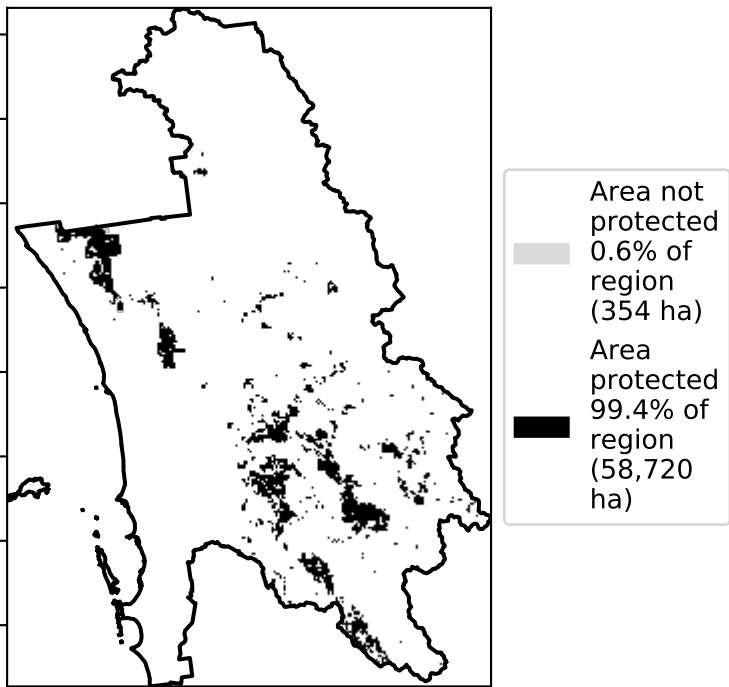 Area not
protected
0.6% of
region
(354 ha)
Area
protected
99.4% of
region
(58,720
ha)